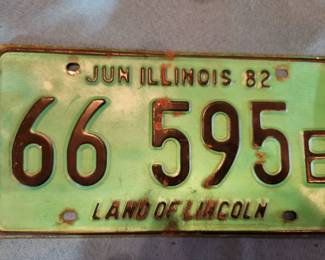 JUN ILLINOIS 82
66 595 B
LAND OF LINCOLN